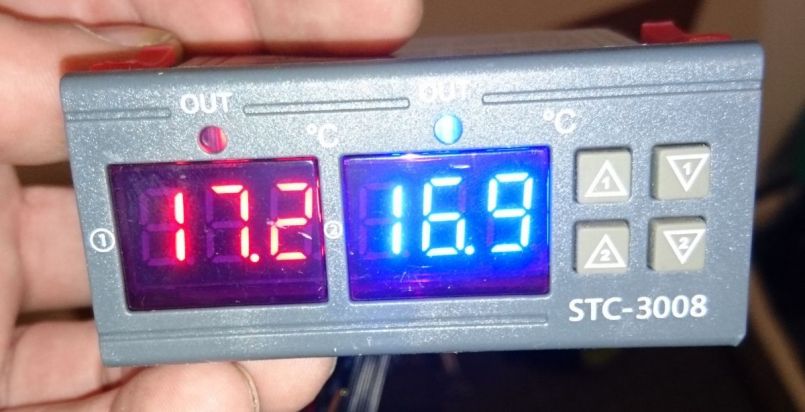 OUT OUT
°C °C
① 17.2 ② 16.9
1 1
2 2
STC-3008